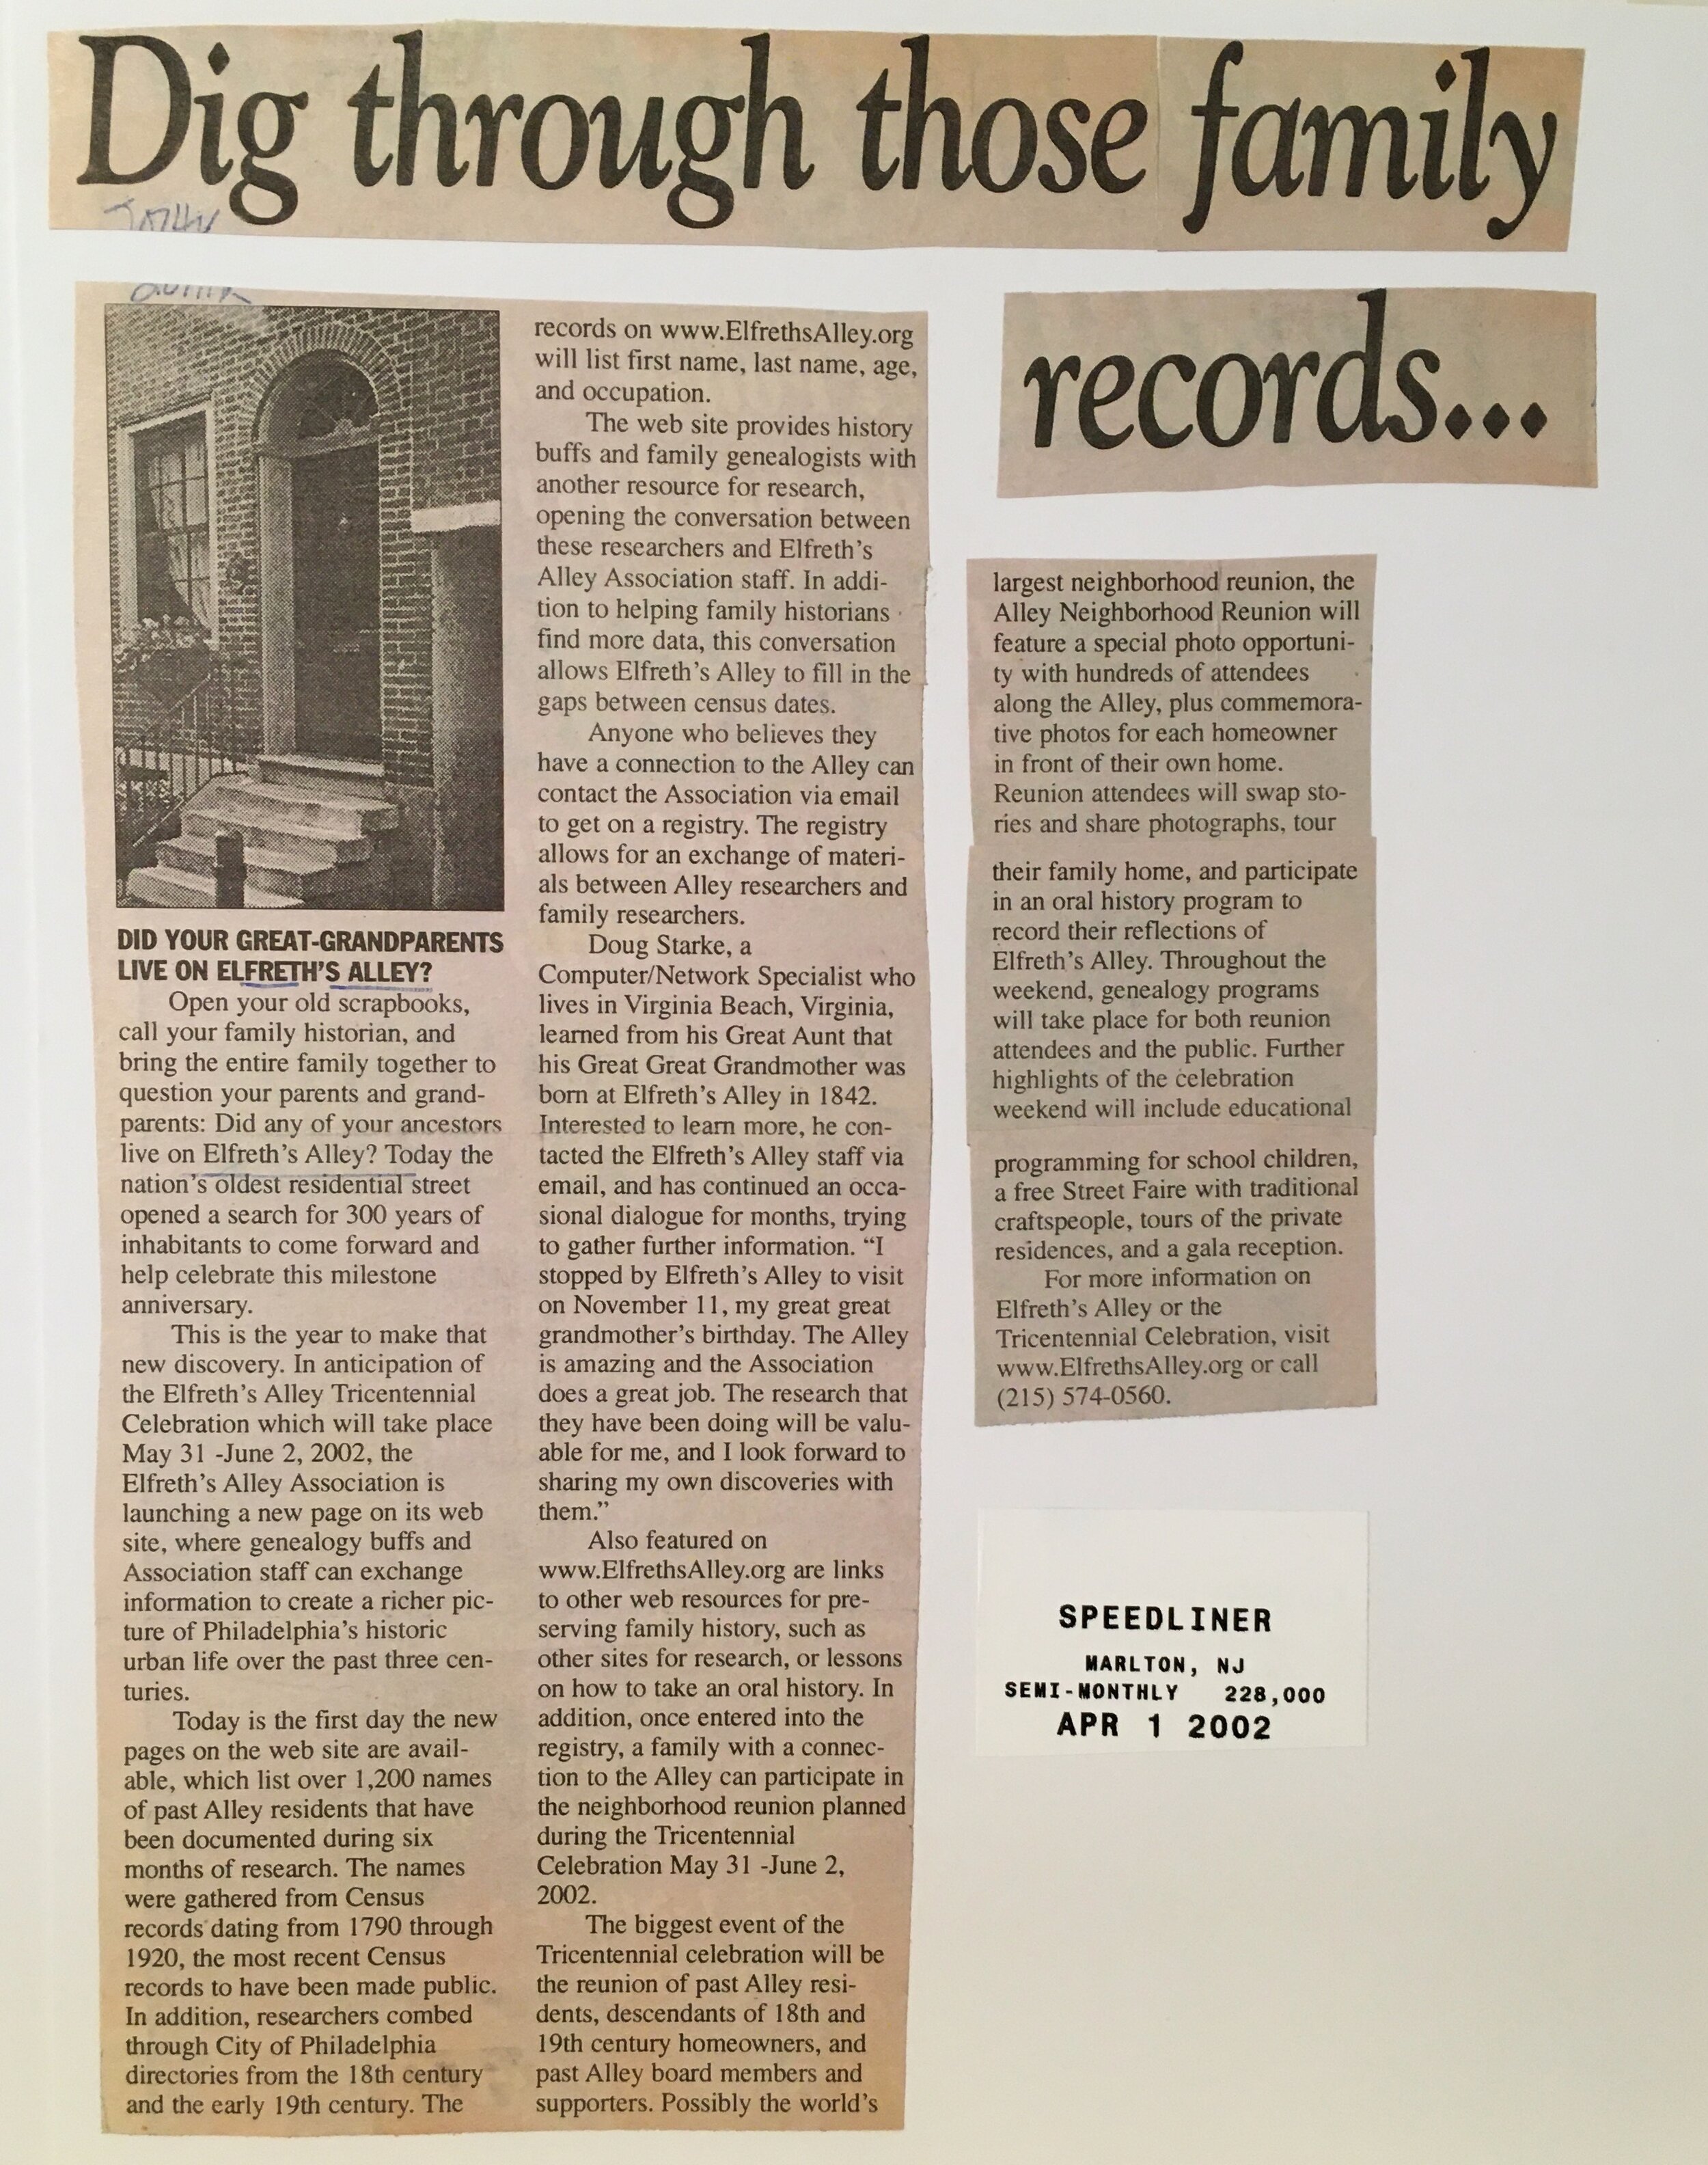 Dig through those family
records...
DID YOUR GREAT-GRANDPARENTS
LIVE ON ELFRETH'S ALLEY?
Open your old scrapbooks,
call your family historian, and
bring the entire family together to
question your parents and grand-
parents: Did any of your ancestors
live on Elfreth's Alley? Today the
nation's oldest residential street
opened a search for 300 years of
inhabitants to come forward and
help celebrate this milestone
anniversary.
This is the year to make that
new discovery. In anticipation of
the Elfreth's Alley Tricentennial
Celebration which will take place
May 31 -June 2, 2002, the
Elfreth's Alley Association is
launching a new page on its web
site, where genealogy buffs and
Association staff can exchange
information to create a richer pic-
ture of Philadelphia's historic
urban life over the past three cen-
turies.
Today is the first day the new
pages on the web site are avail-
able, which list over 1,200 names
of past Alley residents that have
been documented during six
months of research. The names
were gathered from Census
records dating from 1790 through
1920, the most recent Census
records to have been made public.
In addition, researchers combed
through City of Philadelphia
directories from the 18th century
and the early 19th century. The
records on www.ElfrethsAlley.org
will list first name, last name, age,
and occupation.
The web site provides history
buffs and family genealogists with
another resource for research,
opening the conversation between
these researchers and Elfreth's
Alley Association staff. In addi-
tion to helping family historians
find more data, this conversation
allows Elfreth's Alley to fill in the
gaps between census dates.
Anyone who believes they
have a connection to the Alley can
contact the Association via email
to get on a registry. The registry
allows for an exchange of materi-
als between Alley researchers and
family researchers.
Doug Starke, a
Computer/Network Specialist who
lives in Virginia Beach, Virginia,
learned from his Great Aunt that
his Great Great Grandmother was
born at Elfreth's Alley in 1842.
Interested to learn more, he con-
tacted the Elfreth's Alley staff via
email, and has continued an occa-
sional dialogue for months, trying
to gather further information. “I
stopped by Elfreth's Alley to visit
on November 11, my great great
grandmother's birthday. The Alley
is amazing and the Association
does a great job. The research that
they have been doing will be valu-
able for me, and I look forward to
sharing my own discoveries with
them.”
Also featured on
www.ElfrethsAlley.org are links
to other web resources for pre-
serving family history, such as
other sites for research, or lessons
on how to take an oral history. In
addition, once entered into the
registry, a family with a connec-
tion to the Alley can participate in
the neighborhood reunion planned
during the Tricentennial
Celebration May 31 -June 2,
2002.
The biggest event of the
Tricentennial celebration will be
the reunion of past Alley resi-
dents, descendants of 18th and
19th century homeowners, and
past Alley board members and
supporters. Possibly the world's
largest neighborhood reunion, the
Alley Neighborhood Reunion will
feature a special photo opportuni-
ty with hundreds of attendees
along the Alley, plus commemora-
tive photos for each homeowner
in front of their own home.
Reunion attendees will swap sto-
ries and share photographs, tour
their family home, and participate
in an oral history program to
record their reflections of
Elfreth's Alley. Throughout the
weekend, genealogy programs
will take place for both reunion
attendees and the public. Further
highlights of the celebration
weekend will include educational
programming for school children,
a free Street Faire with traditional
craftspeople, tours of the private
residences, and a gala reception.
For more information on
Elfreth's Alley or the
Tricentennial Celebration, visit
www.ElfrethsAlley.org or call
(215) 574-0560.
SPEEDLINER
MARLTON, NJ
SEMI-MONTHLY 228,000
APR 1 2002